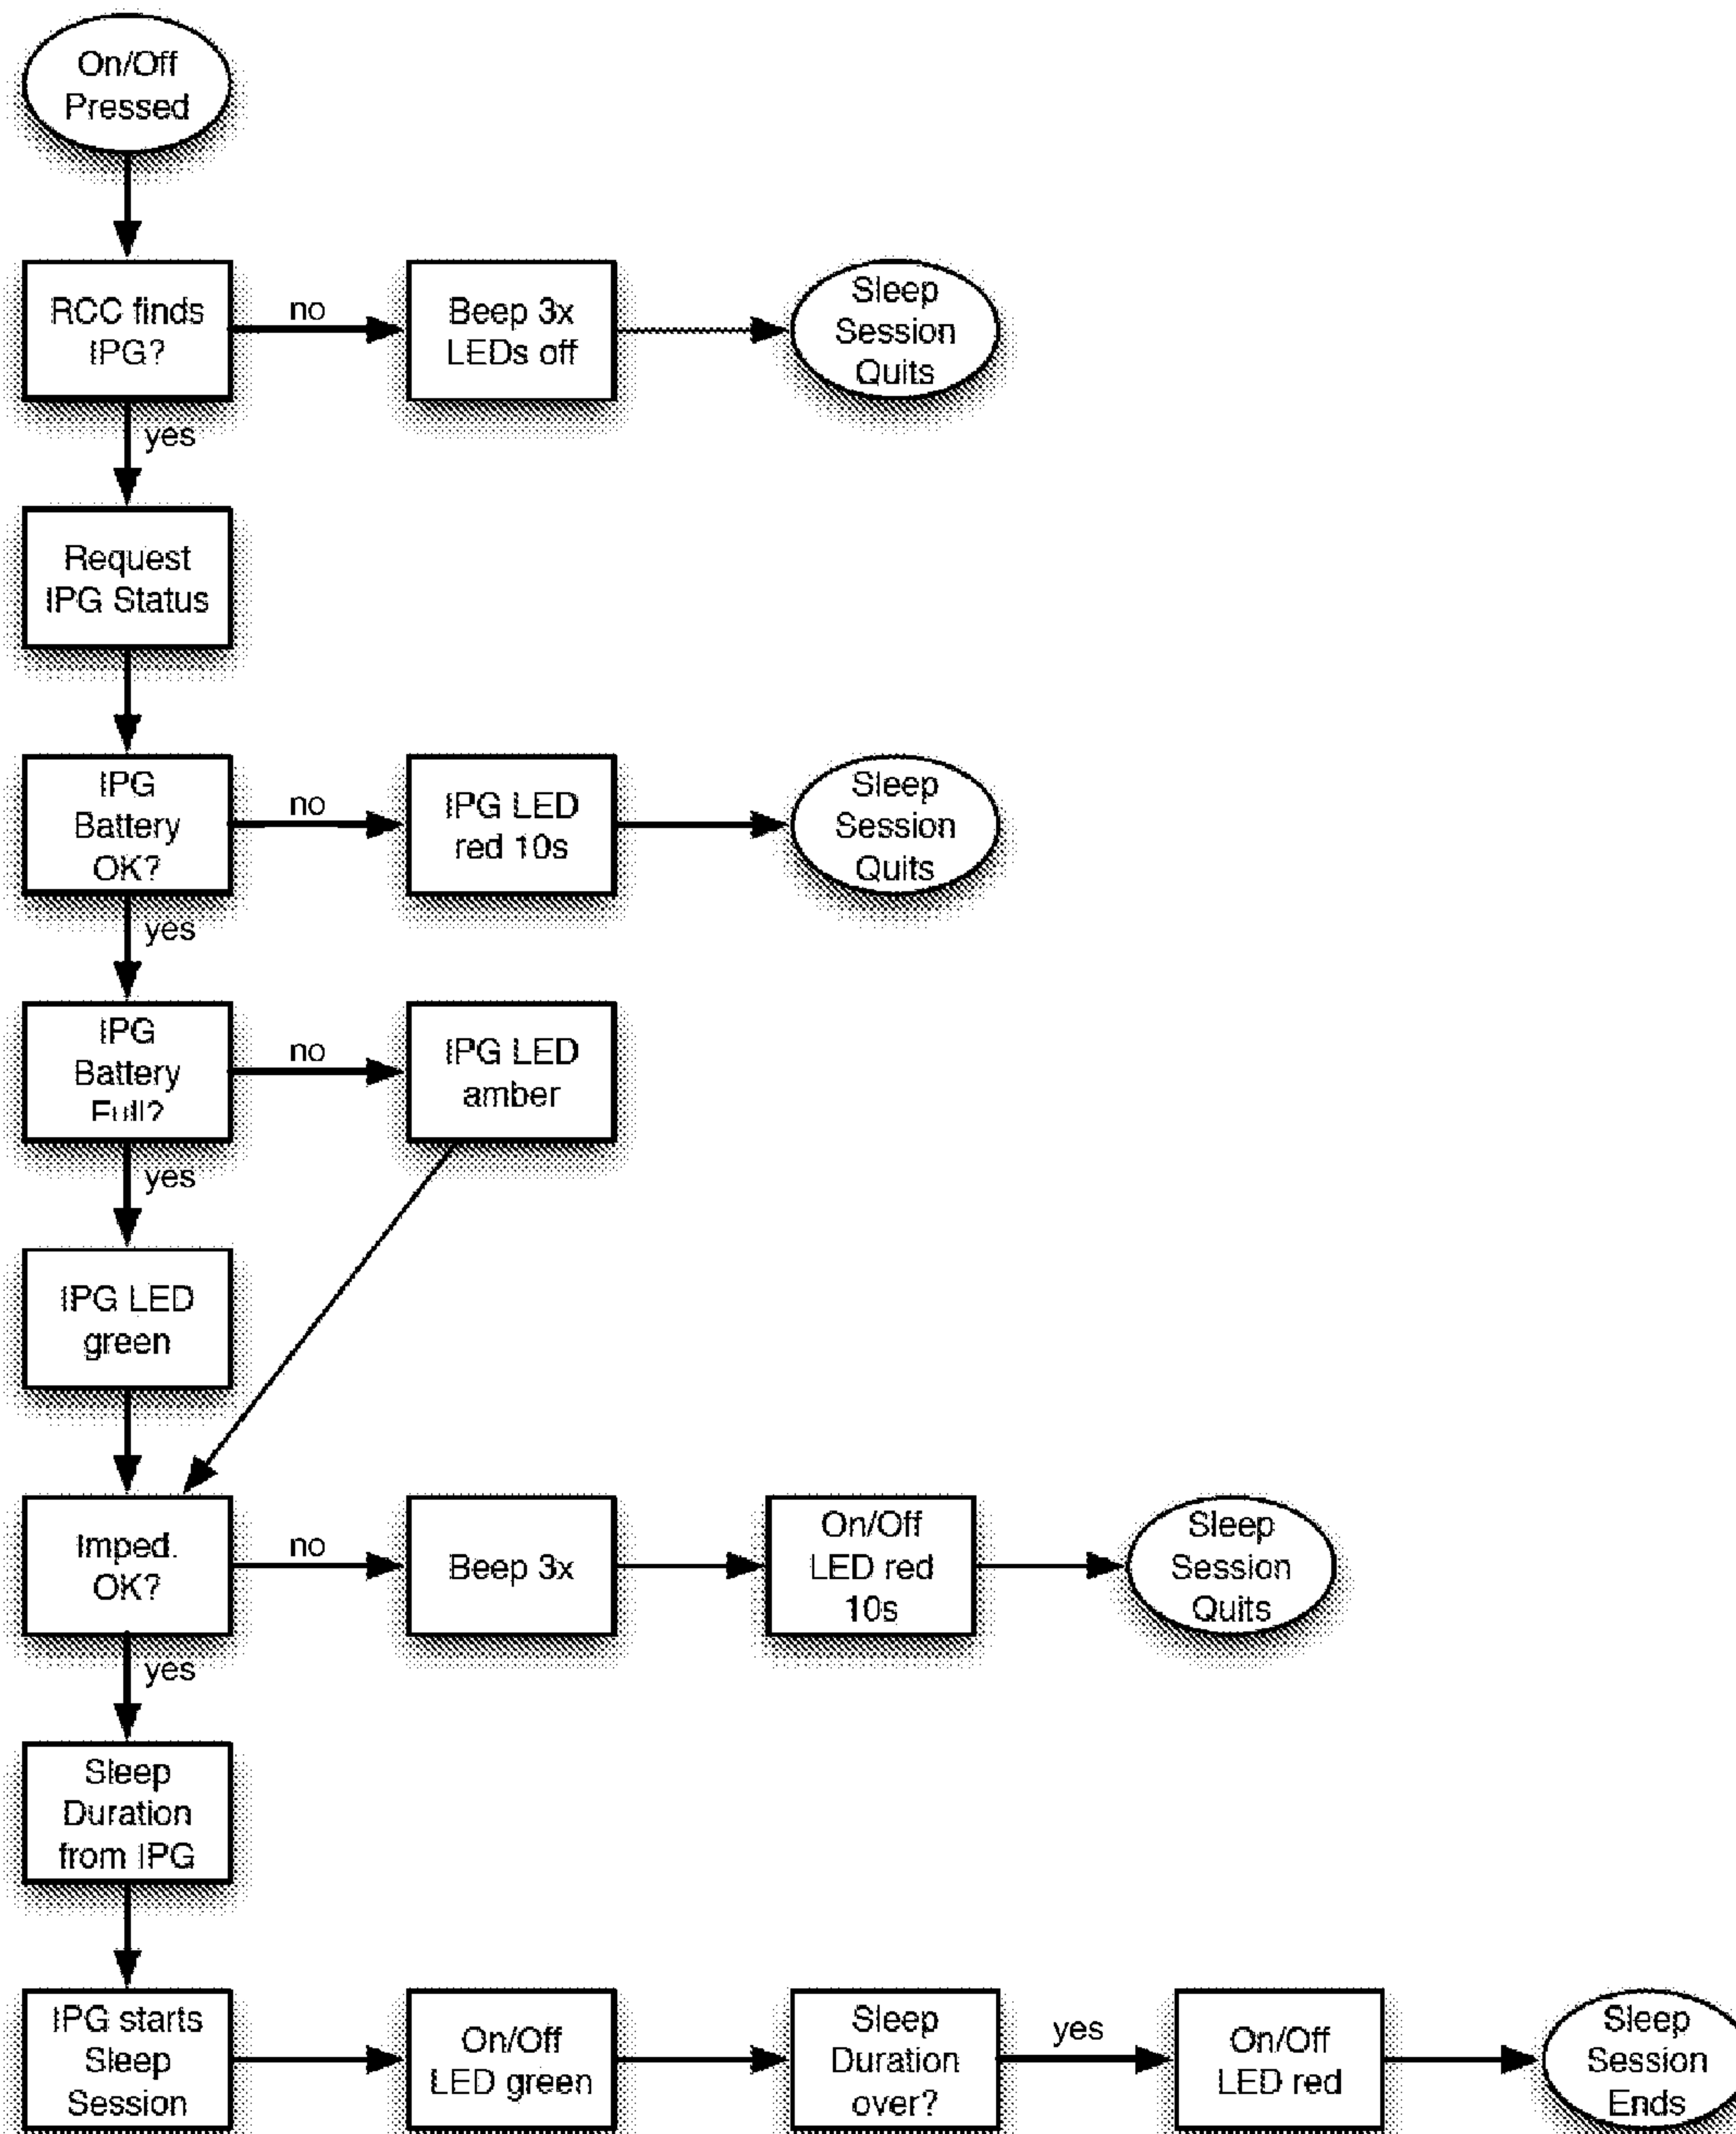 On/Off
Pressed
RCC finds
IPG?
no
Beep 3x
LEDs off
Sleep
Session
Quits
yes
Request
IPG Status
IPG
Battery
OK?
no
IPG LED
red 10s
Sleep
Session
Quits
yes
IPG
Battery
Full?
no
IPG LED
amber
yes
IPG LED
green
Imped.
OK?
no
Beep 3x
On/Off
LED red
10s
Sleep
Session
Quits
yes
Sleep
Duration
from IPG
IPG starts
Sleep
Session
On/Off
LED green
Sleep
Duration
over?
yes
On/Off
LED red
Sleep
Session
Ends